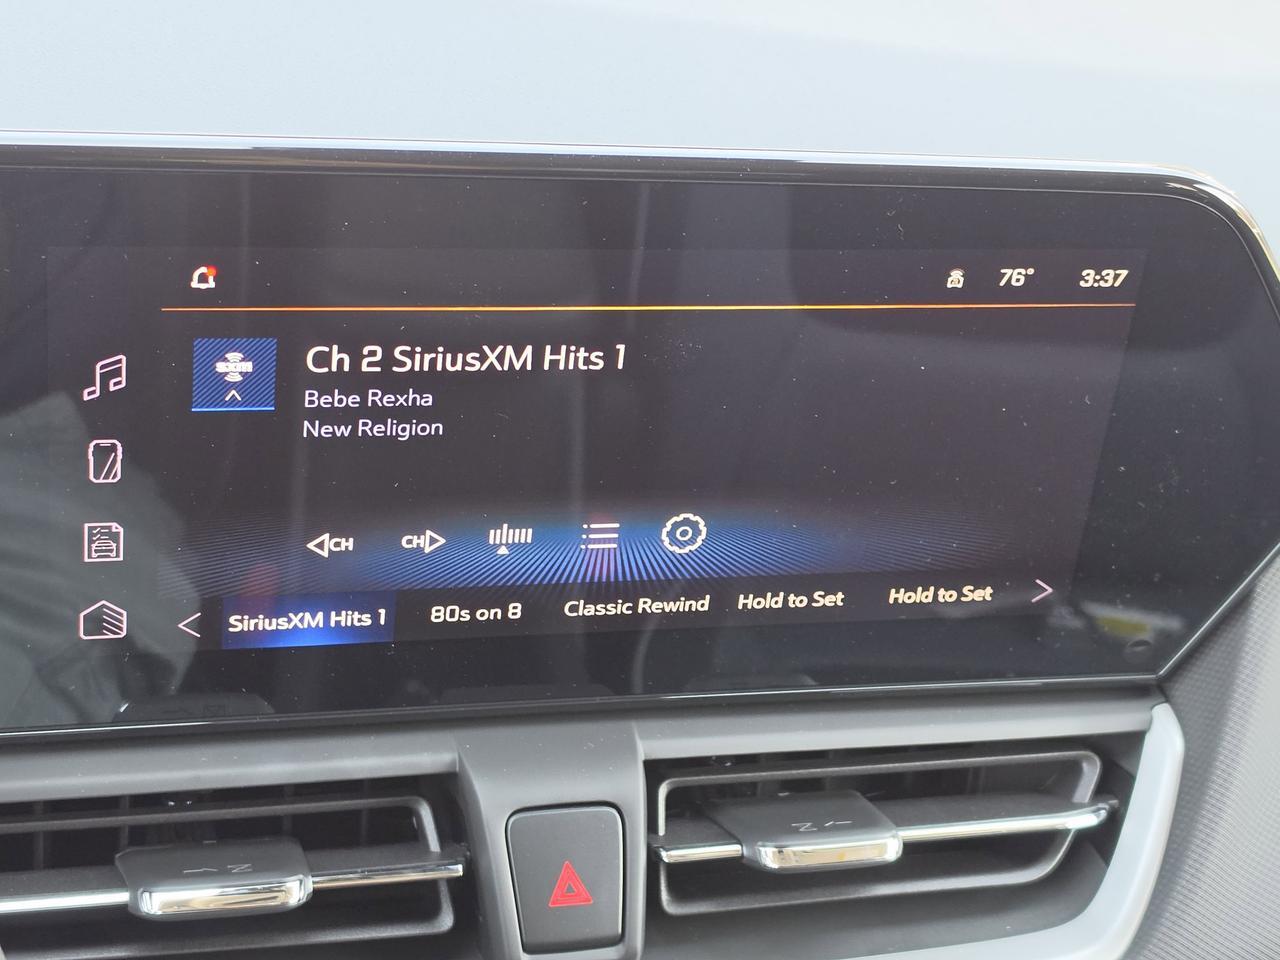 76° 3:37
sxm
Ch 2 SiriusXM Hits 1
Bebe Rexha
New Religion
CH CH
SiriusXM Hits 1 80s on 8 Classic Rewind Hold to Set Hold to Set